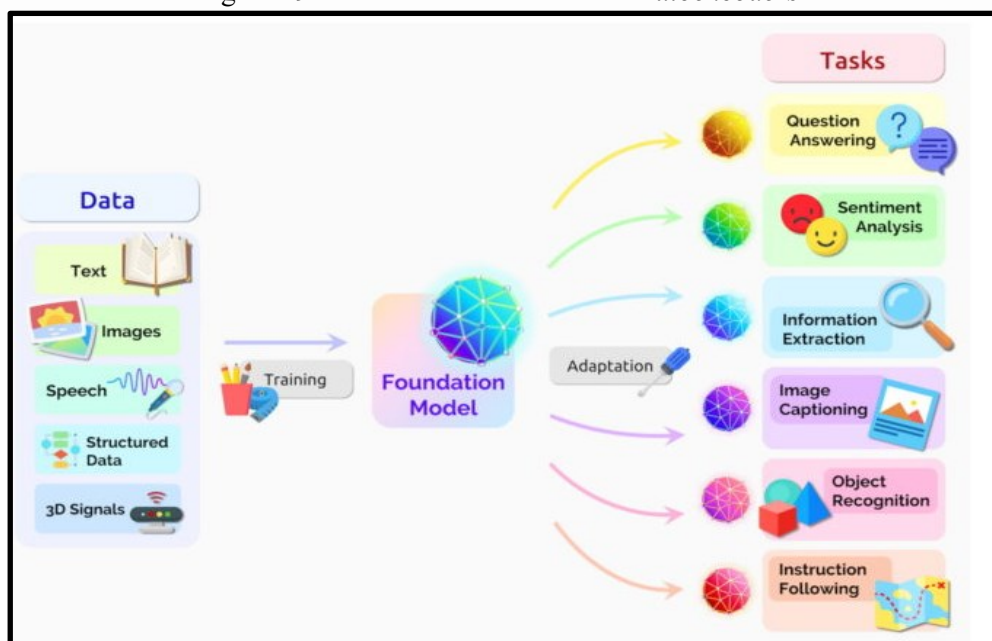 Tasks
Question
Answering
?
Data
Sentiment
Analysis
Text
Images
Information
Extraction
Training
Foundation
Model
Adaptation
Speech
Image
Captioning
Structured
Data
Object
Recognition
3D Signals
Instruction
Following